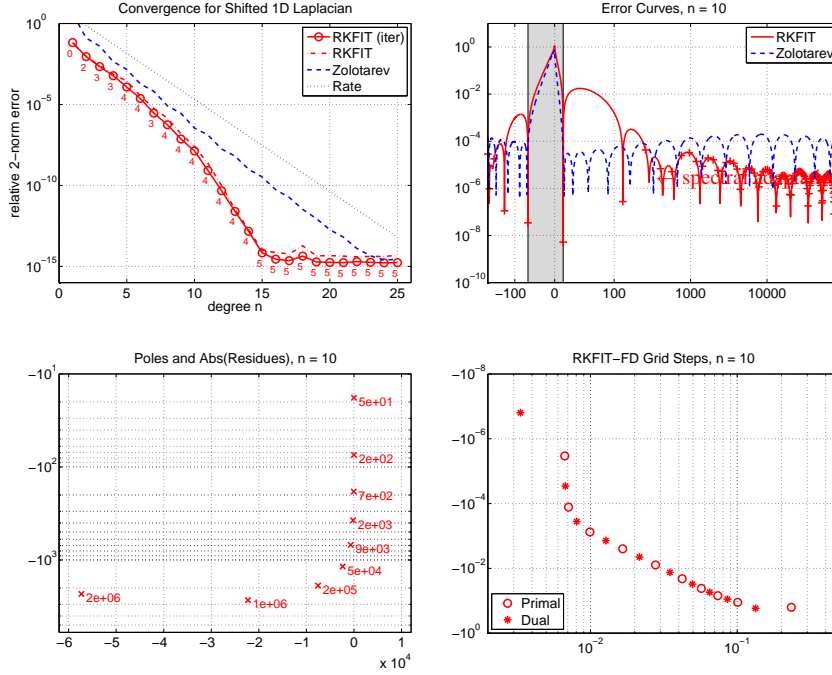 Convergence for Shifted 1D Laplacian
relative 2−norm error
10^0
10^−5
10^−10
10^−15
RKFIT (iter)
RKFIT
Zolotarev
Rate
0
2
3
3
4
4
3
3
4
4
4
4
4
4
5
5
5
5
5
5
5
5
5
5
5
0 5 10 15 20 25
degree n
Error Curves, n = 10
10^0
10^−2
10^−4
10^−6
10^−8
10^−10
RKFIT
Zolotarev
−100 0 100 1000 10000
Poles and Abs(Residues), n = 10
−10^1
−10^2
−10^3
5e+01
2e+02
7e+02
2e+03
9e+03
5e+04
2e+05
1e+06
2e+06
−6 −5 −4 −3 −2 −1 0 1
x 10^4
RKFIT−FD Grid Steps, n = 10
−10^−8
−10^−6
−10^−4
−10^−2
−10^0
Primal
Dual
10^−2 10^−1